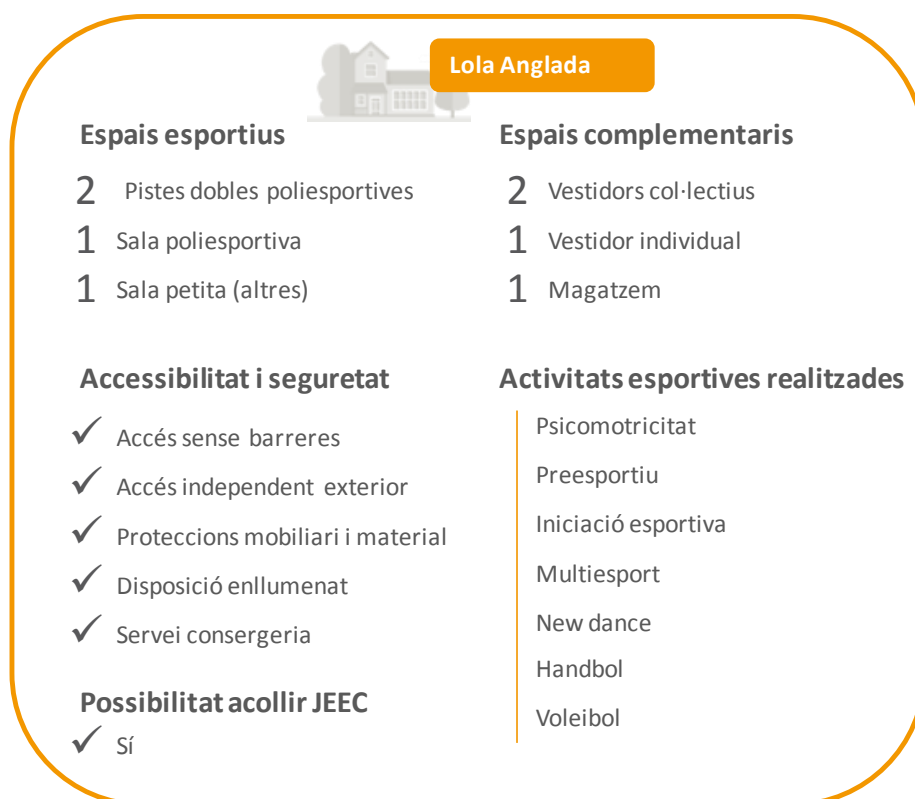 Lola Anglada
Espais esportius
2 Pistes dobles poliesportives
1 Sala poliesportiva
1 Sala petita (altres)
Espais complementaris
2 Vestidors col·lectius
1 Vestidor individual
1 Magatzem
Accessibilitat i seguretat
✓ Accés sense barreres
✓ Accés independent exterior
✓ Proteccions mobiliari i material
✓ Disposició enllumenat
✓ Servei consergeria
Possibilitat acollir JEEC
✓ Sí
Activitats esportives realitzades
Psicomotricitat
Preesportiu
Iniciació esportiva
Multiesport
New dance
Handbol
Voleibol